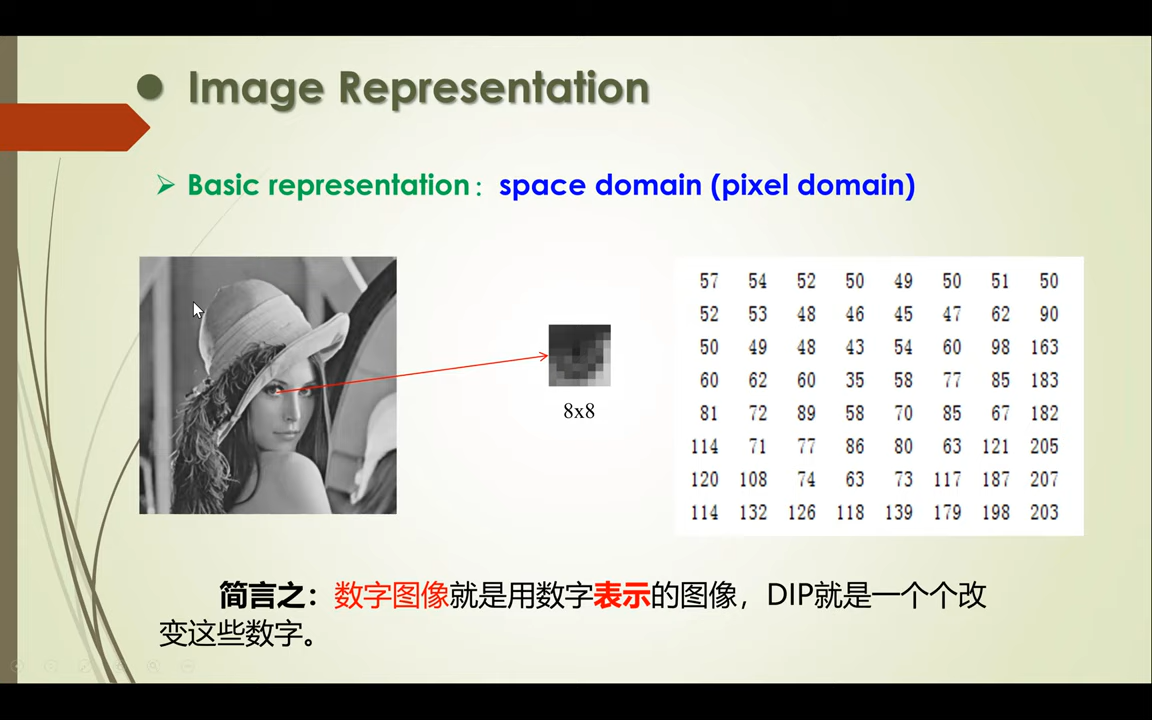 Image Representation
Basic representation：space domain (pixel domain)
57 54 52 50 49 50 51 50
52 53 48 46 45 47 62 90
50 49 48 43 54 60 98 163
60 62 60 35 58 77 85 183
81 72 89 58 70 85 67 182
114 71 77 86 80 63 121 205
120 108 74 63 73 117 187 207
114 132 126 118 139 179 198 203
8x8
简言之：数字图像就是用数字表示的图像，DIP就是一个个改
变这些数字。